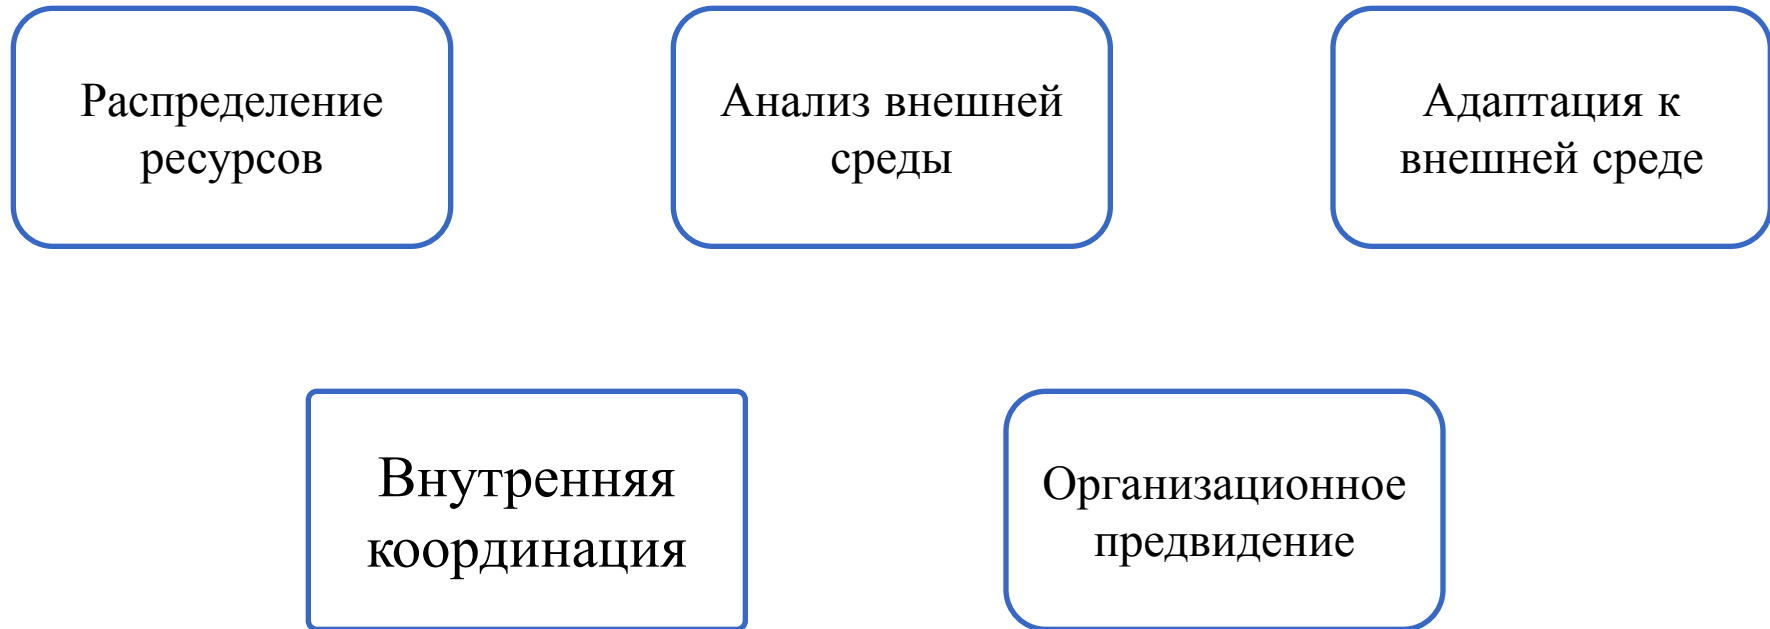 Распределение
ресурсов
Анализ внешней
среды
Адаптация к
внешней среде
Внутренняя
координация
Организационное
предвидение